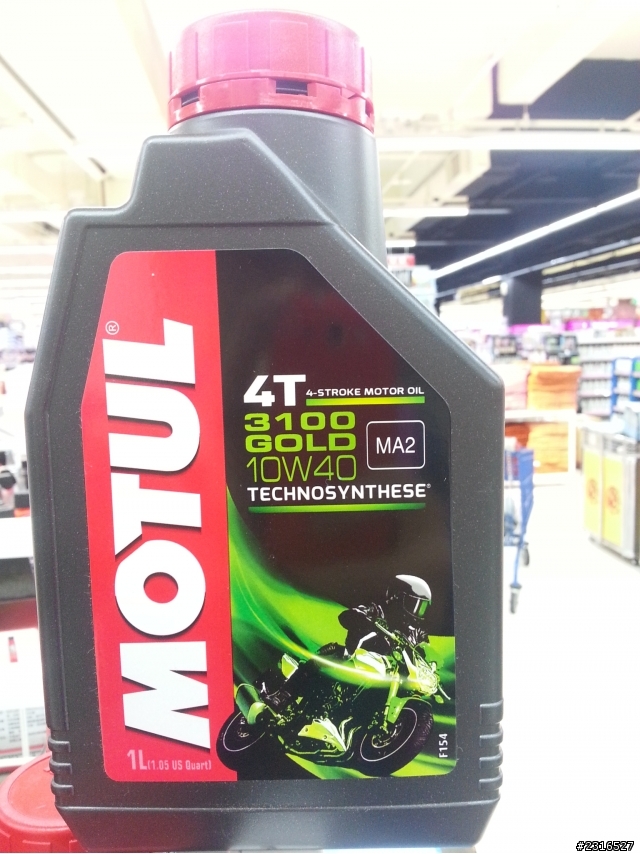 MOTUL®
4T 4-STROKE MOTOR OIL
3100
GOLD
MA2
10W40
TECHNOSYNTHESE®
1L(1.05 US Quart)
F154
#2316527